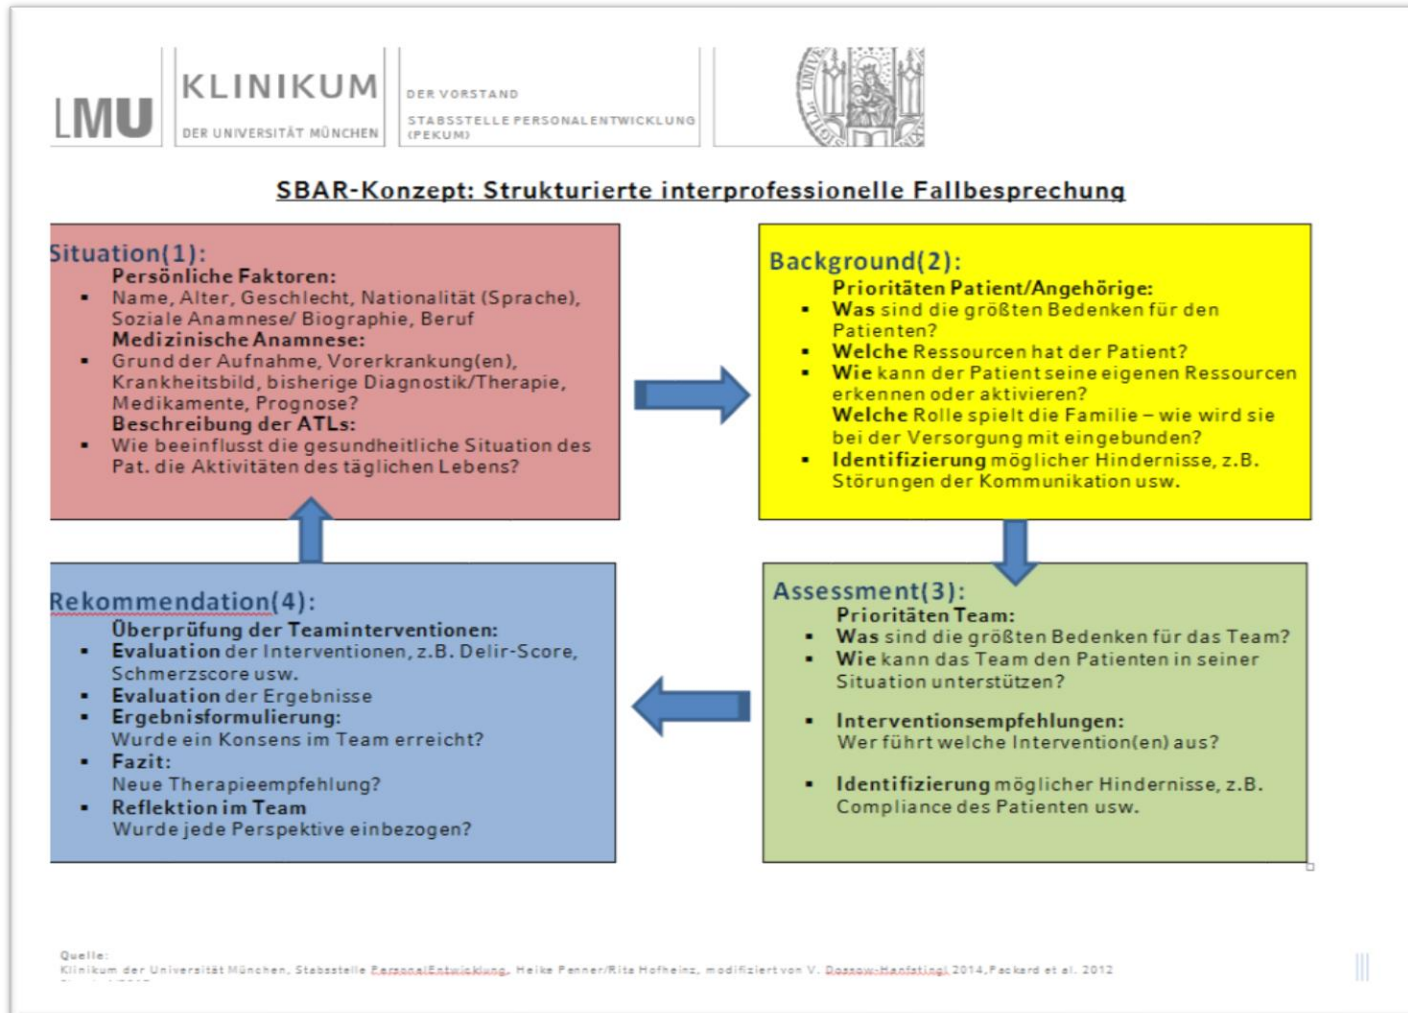 LMU
KLINIKUM
DER UNIVERSITÄT MÜNCHEN
DER VORSTAND
STABSSTELLE PERSONALENTWICKLUNG
(PEKUM)
SBAR-Konzept: Strukturierte interprofessionelle Fallbesprechung
Situation(1):
Persönliche Faktoren:
▪ Name, Alter, Geschlecht, Nationalität (Sprache),
Soziale Anamnese/ Biographie, Beruf
Medizinische Anamnese:
▪ Grund der Aufnahme, Vorerkrankung(en),
Krankheitsbild, bisherige Diagnostik/Therapie,
Medikamente, Prognose?
Beschreibung der ATLs:
▪ Wie beeinflusst die gesundheitliche Situation des
Pat. die Aktivitäten des täglichen Lebens?
Background(2):
Prioritäten Patient/Angehörige:
▪ Was sind die größten Bedenken für den
Patienten?
▪ Welche Ressourcen hat der Patient?
▪ Wie kann der Patient seine eigenen Ressourcen
erkennen oder aktivieren?
Welche Rolle spielt die Familie – wie wird sie
bei der Versorgung mit eingebunden?
▪ Identifizierung möglicher Hindernisse, z.B.
Störungen der Kommunikation usw.
Assessment(3):
Prioritäten Team:
▪ Was sind die größten Bedenken für das Team?
▪ Wie kann das Team den Patienten in seiner
Situation unterstützen?
▪ Interventionsempfehlungen:
Wer führt welche Intervention(en) aus?
▪ Identifizierung möglicher Hindernisse, z.B.
Compliance des Patienten usw.
Rekommendation(4):
Überprüfung der Teaminterventionen:
▪ Evaluation der Interventionen, z.B. Delir-Score,
Schmerzscore usw.
▪ Evaluation der Ergebnisse
▪ Ergebnisformulierung:
Wurde ein Konsens im Team erreicht?
▪ Fazit:
Neue Therapieempfehlung?
▪ Reflektion im Team
Wurde jede Perspektive einbezogen?
Quelle:
Klinikum der Universität München, Stabsstelle PersonalEntwicklung, Heike Penner/Rita Hofheinz, modifiziert von V. Dossow-Hanfstingl 2014,Packard et al. 2012